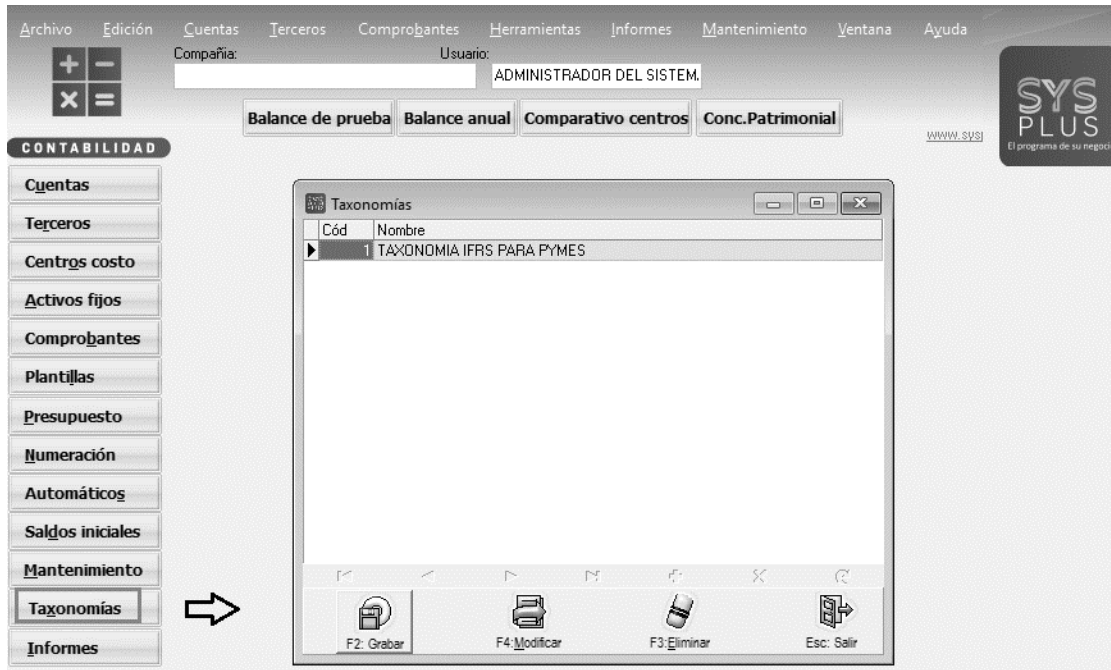 Archivo Edición Cuentas Terceros Comprobantes Herramientas Informes Mantenimiento Ventana Ayuda
Compañia: Usuario:
ADMINISTRADOR DEL SISTEM
Balance de prueba Balance anual Comparativo centros Conc.Patrimonial
www.sys
SYS
PLUS
El programa de su negoci
CONTABILIDAD
Cuentas
Terceros
Centros costo
Activos fijos
Comprobantes
Plantillas
Presupuesto
Numeración
Automáticos
Saldos iniciales
Mantenimiento
Taxonomías
Informes
Taxonomías
Cód Nombre
1 TAXONOMIA IFRS PARA PYMES
F2: Grabar F4:Modificar F3:Eliminar Esc: Salir